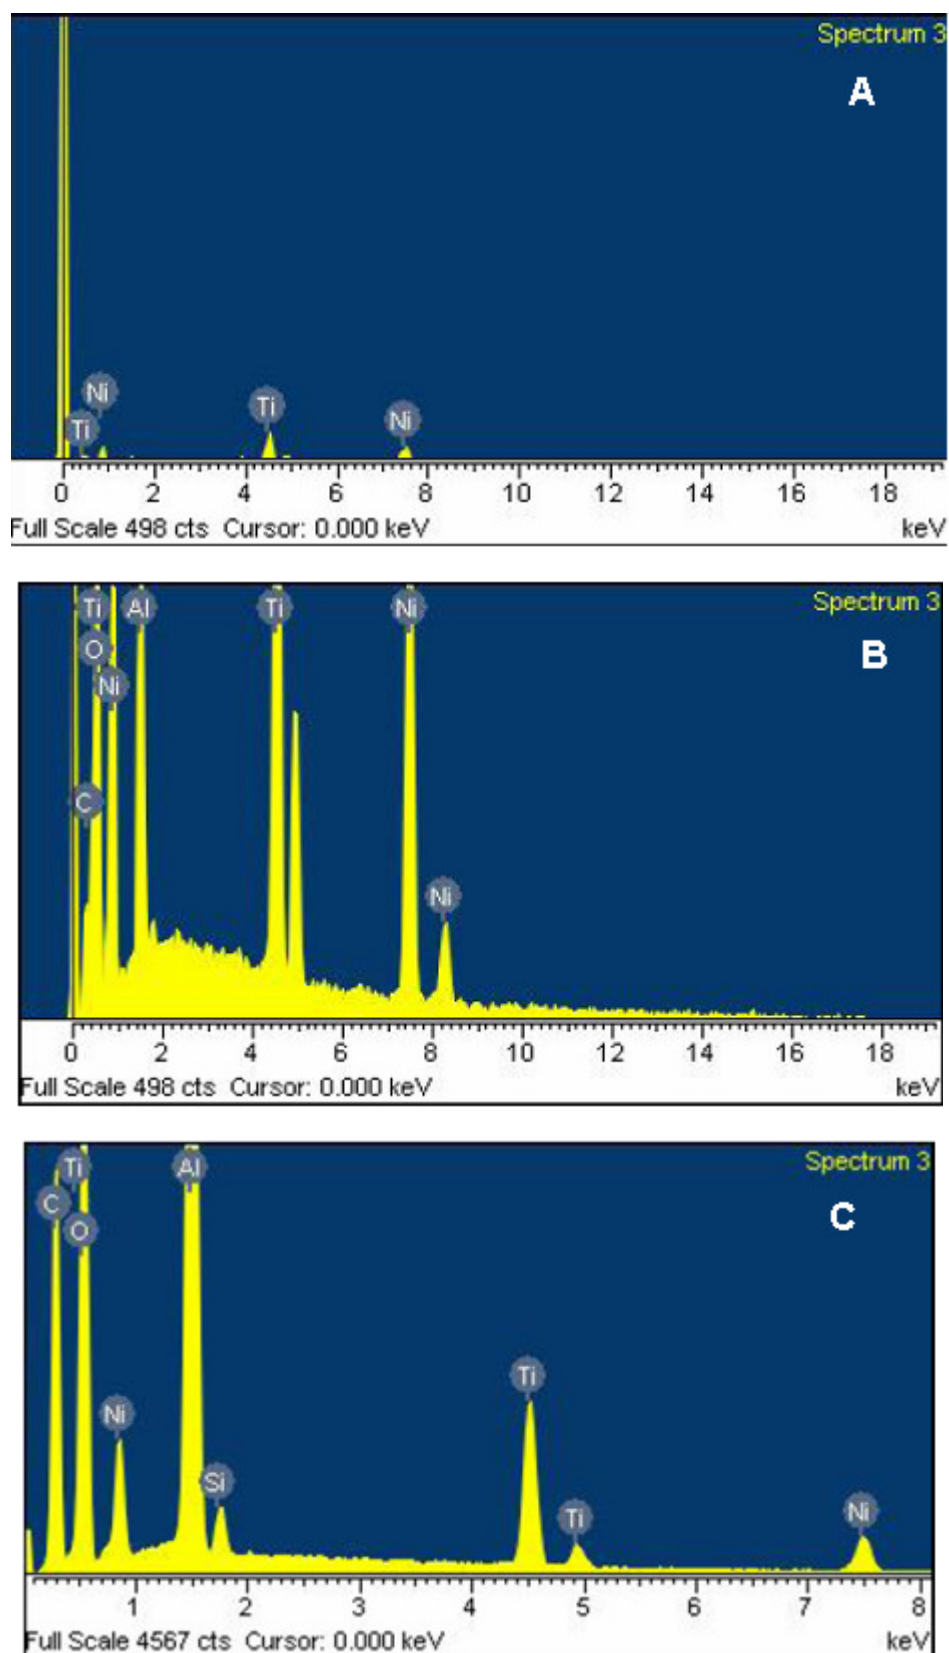 Spectrum 3
A
Ni
Ti
Ti
Ni
0 2 4 6 8 10 12 14 16 18
Full Scale 498 cts Cursor: 0.000 keV keV
Spectrum 3
Ti Al Ti Ni
B
O
Ni
C
Ni
0 2 4 6 8 10 12 14 16 18
Full Scale 498 cts Cursor: 0.000 keV keV
Spectrum 3
Ti Al
C
C
O
Ti
Ni
Si
Ti
Ni
1 2 3 4 5 6 7 8
Full Scale 4567 cts Cursor: 0.000 keV keV